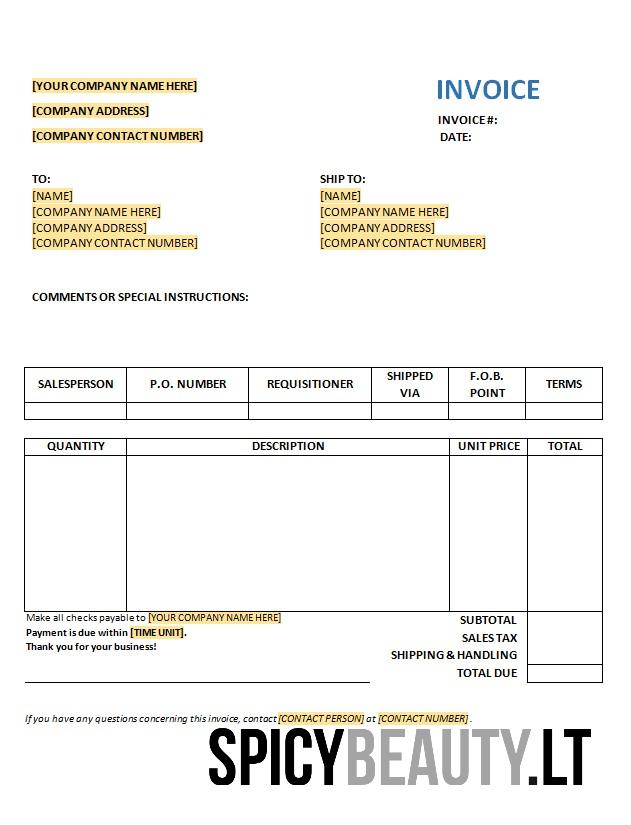 [YOUR COMPANY NAME HERE]
INVOICE
[COMPANY ADDRESS]
INVOICE #:
[COMPANY CONTACT NUMBER]
DATE:
TO:
[NAME]
[COMPANY NAME HERE]
[COMPANY ADDRESS]
[COMPANY CONTACT NUMBER]
SHIP TO:
[NAME]
[COMPANY NAME HERE]
[COMPANY ADDRESS]
[COMPANY CONTACT NUMBER]
COMMENTS OR SPECIAL INSTRUCTIONS:
SALESPERSON P.O. NUMBER REQUISITIONER SHIPPED VIA F.O.B. POINT TERMS
QUANTITY DESCRIPTION UNIT PRICE TOTAL
Make all checks payable to [YOUR COMPANY NAME HERE]
Payment is due within [TIME UNIT].
Thank you for your business!
SUBTOTAL
SALES TAX
SHIPPING & HANDLING
TOTAL DUE
If you have any questions concerning this invoice, contact [CONTACT PERSON] at [CONTACT NUMBER] .
SPICYBEAUTY.LT